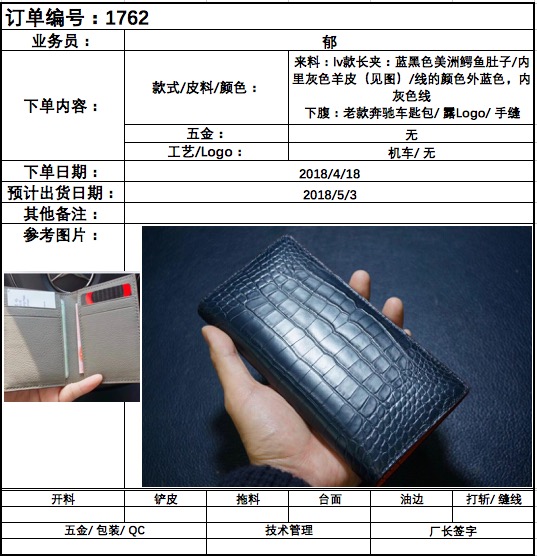 订单编号：1762
业务员：
郁
下单内容：
款式/皮料/颜色：
来料：lv款长夹：蓝黑色美洲鳄鱼肚子/内
里灰色羊皮（见图）/线的颜色外蓝色，内
灰色线
下腹：老款奔驰车匙包/ 露Logo/ 手缝
五金：
无
工艺/Logo：
机车/ 无
下单日期：
2018/4/18
预计出货日期：
2018/5/3
其他备注：
参考图片：
开料
铲皮
拖料
台面
油边
打斩/ 缝线
五金/ 包装/ QC
技术管理
厂长签字